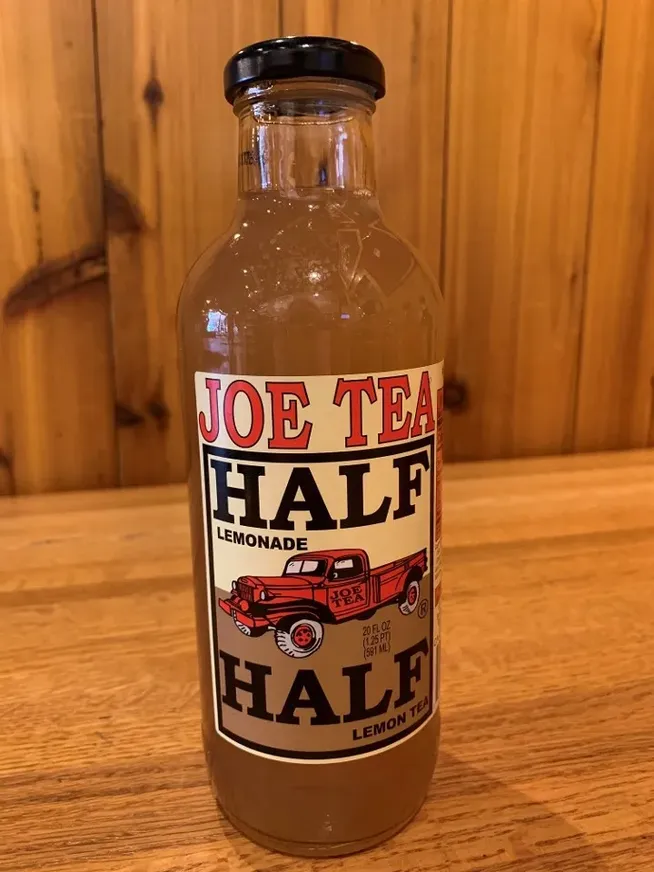 JOE TEA
HALF
LEMONADE
JOE
TEA
®
20 FL OZ
(1.25 PT)
(591 ML)
HALF
LEMON TEA